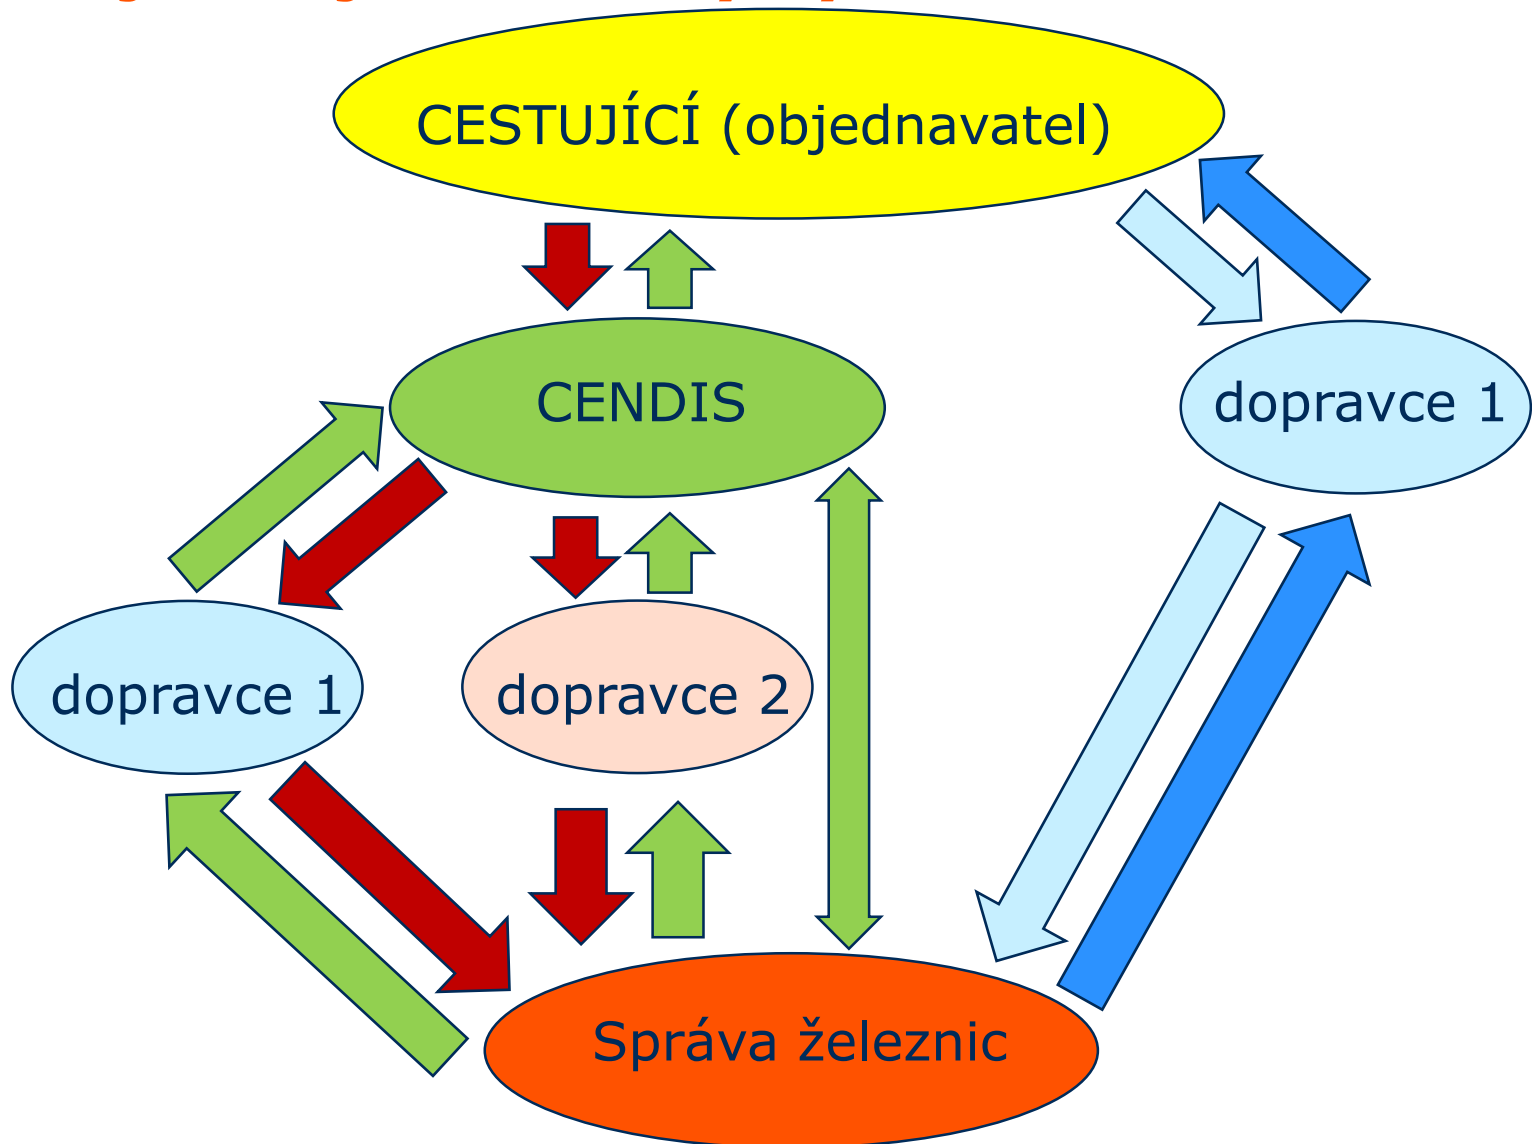 CESTUJÍCÍ (objednavatel)
CENDIS
dopravce 1
dopravce 1
dopravce 2
Správa železnic